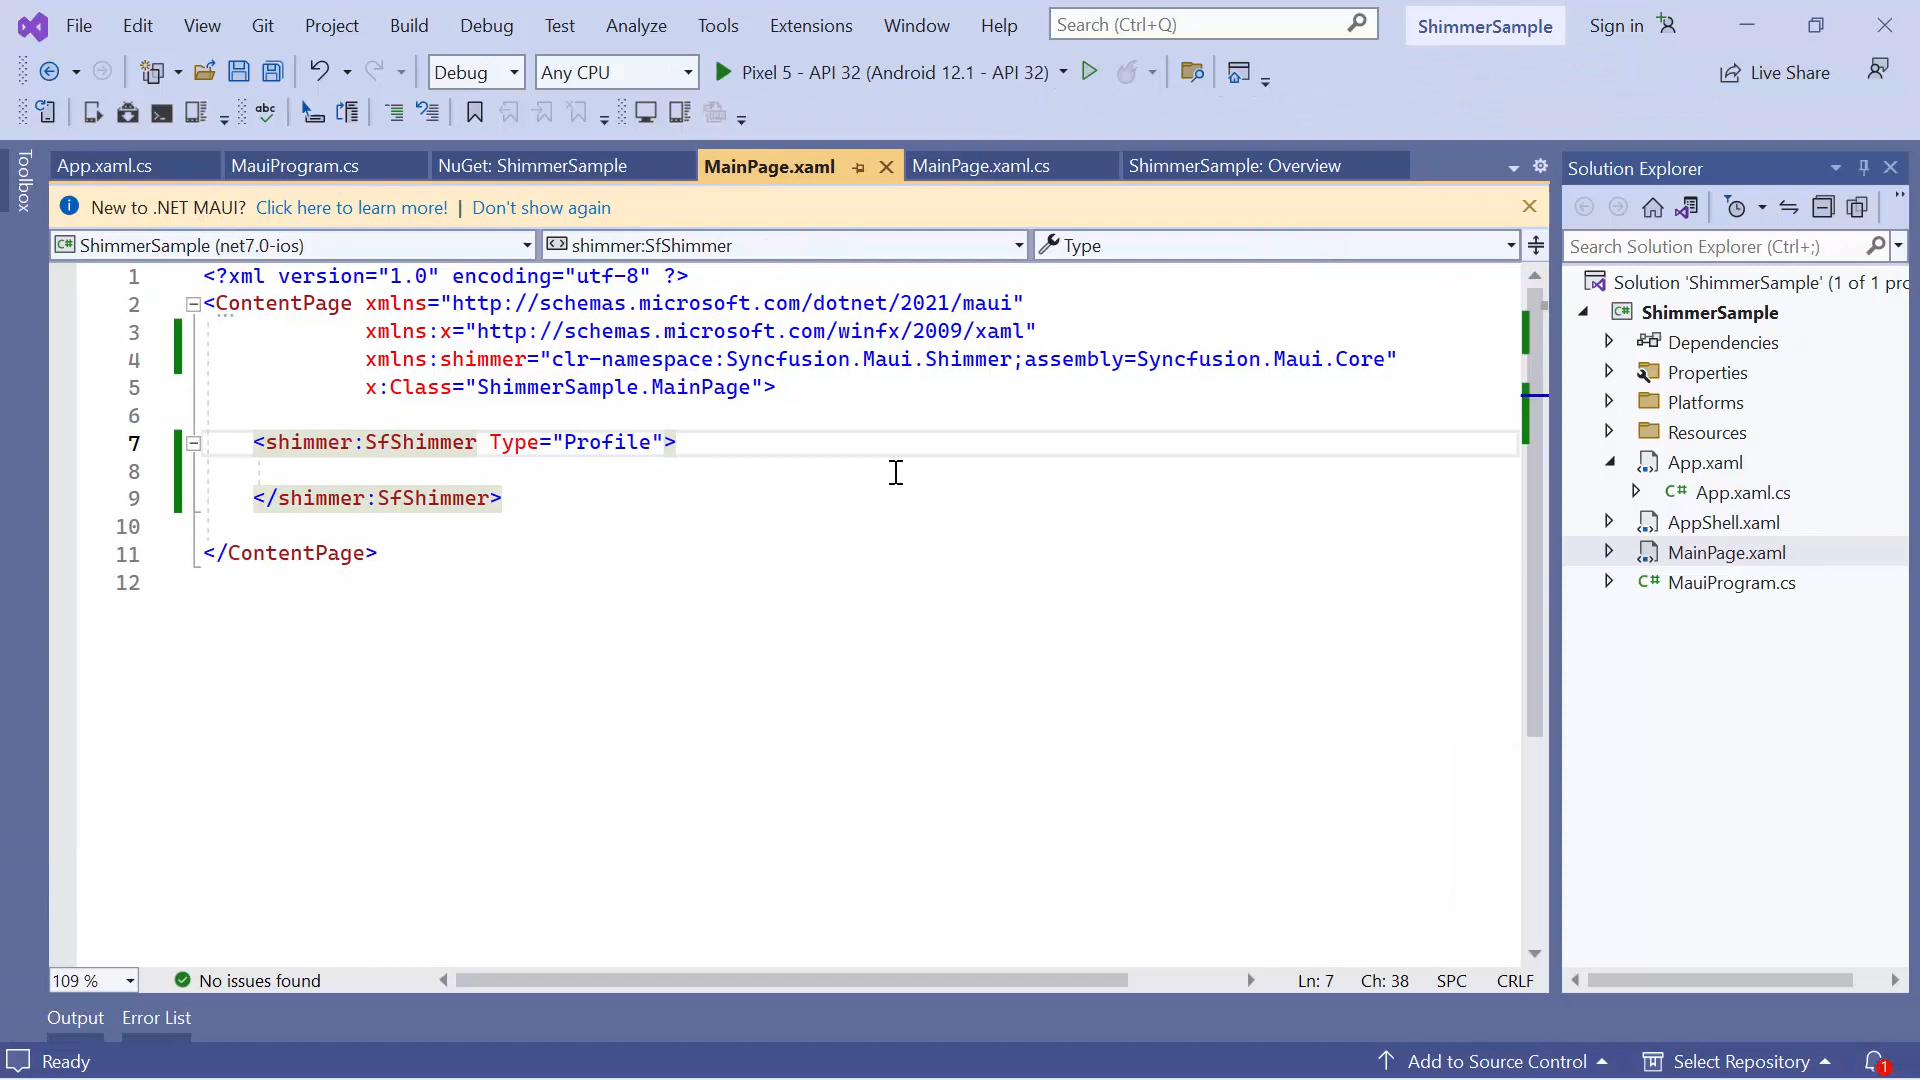 File Edit View Git Project Build Debug Test Analyze Tools Extensions Window Help Search (Ctrl+Q) ShimmerSample Sign in
Debug Any CPU Pixel 5 - API 32 (Android 12.1 - API 32) Live Share
abc
Toolbox
App.xaml.cs MauiProgram.cs NuGet: ShimmerSample MainPage.xaml MainPage.xaml.cs ShimmerSample: Overview
New to .NET MAUI? Click here to learn more! | Don't show again
ShimmerSample (net7.0-ios) shimmer:SfShimmer Type
1 <?xml version="1.0" encoding="utf-8" ?>
2 <ContentPage xmlns="http://schemas.microsoft.com/dotnet/2021/maui"
3 xmlns:x="http://schemas.microsoft.com/winfx/2009/xaml"
4 xmlns:shimmer="clr-namespace:Syncfusion.Maui.Shimmer;assembly=Syncfusion.Maui.Core"
5 x:Class="ShimmerSample.MainPage">
6
7 <shimmer:SfShimmer Type="Profile">
8
9 </shimmer:SfShimmer>
10
11 </ContentPage>
12
109 % No issues found Ln: 7 Ch: 38 SPC CRLF
Solution Explorer
Search Solution Explorer (Ctrl+;)
Solution 'ShimmerSample' (1 of 1 pro
C# ShimmerSample
Dependencies
Properties
Platforms
Resources
App.xaml
C# App.xaml.cs
AppShell.xaml
MainPage.xaml
C# MauiProgram.cs
Output Error List
Ready Add to Source Control Select Repository 1